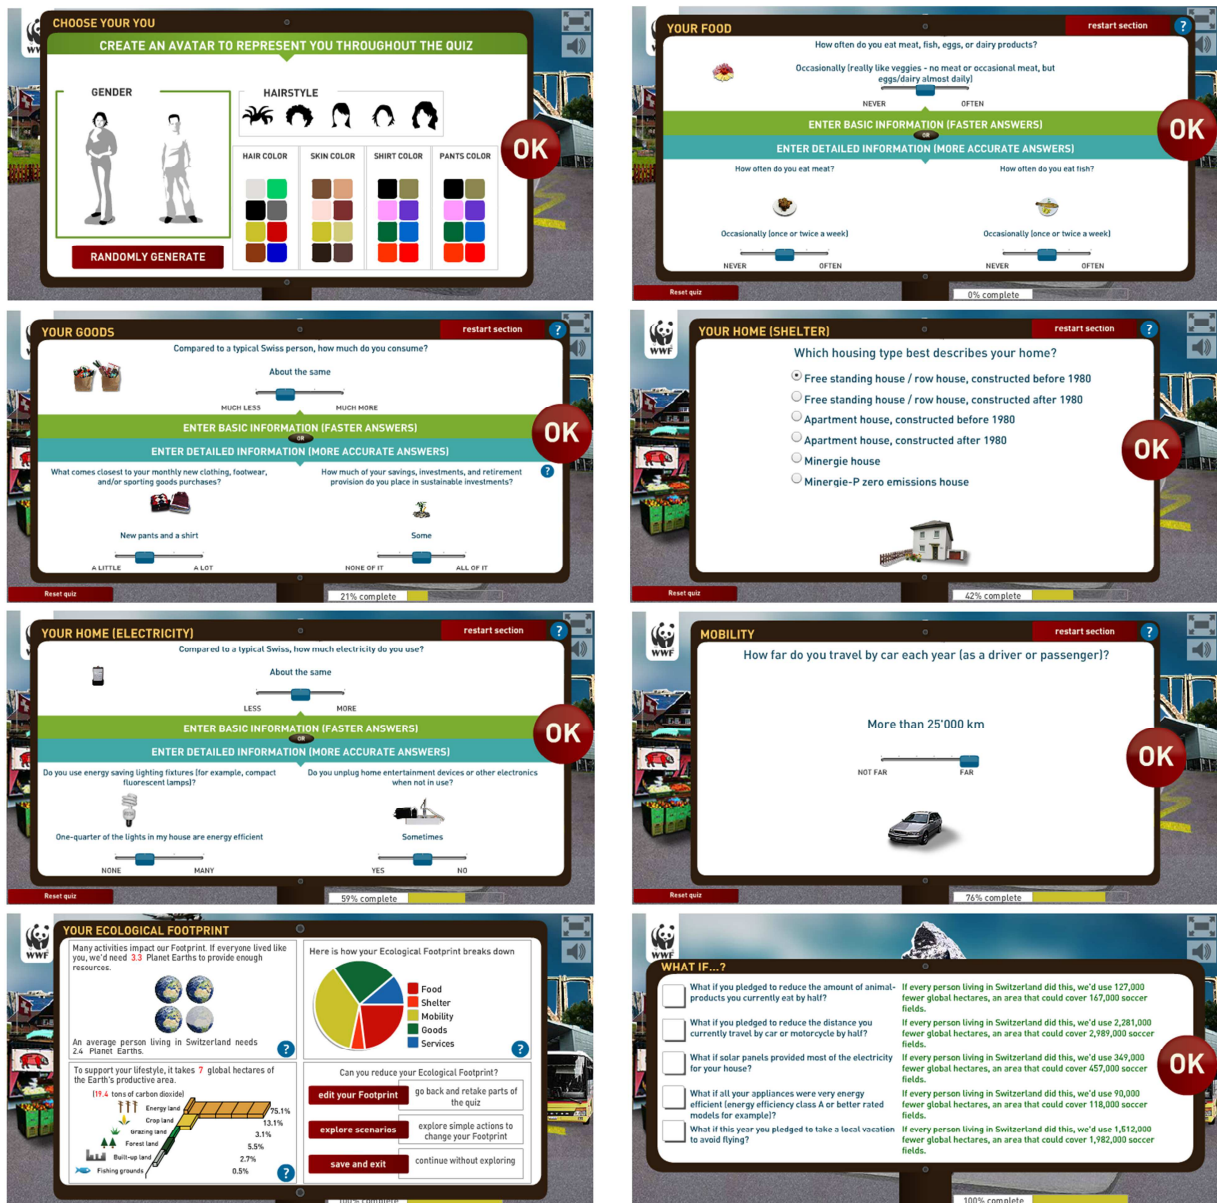 CHOOSE YOUR YOU
CREATE AN AVATAR TO REPRESENT YOU THROUGHOUT THE QUIZ
GENDER
HAIRSTYLE
HAIR COLOR
SKIN COLOR
SHIRT COLOR
PANTS COLOR
RANDOMLY GENERATE
OK
YOUR FOOD
restart section
?
How often do you eat meat, fish, eggs, or dairy products?
Occasionally (really like veggies - no meat or occasional meat, but
eggs/dairy almost daily)
NEVER
OFTEN
ENTER BASIC INFORMATION (FASTER ANSWERS)
OR
ENTER DETAILED INFORMATION (MORE ACCURATE ANSWERS)
How often do you eat meat?
How often do you eat fish?
Occasionally (once or twice a week)
Occasionally (once or twice a week)
NEVER
OFTEN
NEVER
OFTEN
OK
Reset quiz
0% complete
YOUR GOODS
restart section
?
Compared to a typical Swiss person, how much do you consume?
About the same
MUCH LESS
MUCH MORE
ENTER BASIC INFORMATION (FASTER ANSWERS)
OR
ENTER DETAILED INFORMATION (MORE ACCURATE ANSWERS)
What comes closest to your monthly new clothing, footwear,
and/or sporting goods purchases?
How much of your savings, investments, and retirement
provision do you place in sustainable investments?
?
New pants and a shirt
Some
A LITTLE
A LOT
NONE OF IT
ALL OF IT
OK
Reset quiz
21% complete
WWF
YOUR HOME (SHELTER)
restart section
?
Which housing type best describes your home?
Free standing house / row house, constructed before 1980
Free standing house / row house, constructed after 1980
Apartment house, constructed before 1980
Apartment house, constructed after 1980
Minergie house
Minergie-P zero emissions house
OK
Reset quiz
42% complete
YOUR HOME (ELECTRICITY)
restart section
?
Compared to a typical Swiss, how much electricity do you use?
About the same
LESS
MORE
ENTER BASIC INFORMATION (FASTER ANSWERS)
OR
ENTER DETAILED INFORMATION (MORE ACCURATE ANSWERS)
Do you use energy saving lighting fixtures (for example, compact
fluorescent lamps)?
Do you unplug home entertainment devices or other electronics
when not in use?
One-quarter of the lights in my house are energy efficient
Sometimes
NONE
MANY
YES
NO
OK
Reset quiz
59% complete
WWF
MOBILITY
restart section
?
How far do you travel by car each year (as a driver or passenger)?
More than 25'000 km
NOT FAR
FAR
OK
Reset quiz
76% complete
WWF
YOUR ECOLOGICAL FOOTPRINT
Many activities impact our Footprint. If everyone lived like
you, we'd need 3.3 Planet Earths to provide enough
resources.
An average person living in Switzerland needs
2.4 Planet Earths.
?
Here is how your Ecological Footprint breaks down
Food
Shelter
Mobility
Goods
Services
?
To support your lifestyle, it takes 7 global hectares of
the Earth's productive area.
(19.4 tons of carbon dioxide)
Energy land
75.1%
Crop land
13.1%
Grazing land
3.1%
Forest land
5.5%
Built-up land
2.7%
Fishing grounds
0.5%
?
Can you reduce your Ecological Footprint?
edit your Footprint
go back and retake parts of
the quiz
explore scenarios
explore simple actions to
change your Footprint
save and exit
continue without exploring
100% complete
WWF
WHAT IF...?
What if you pledged to reduce the amount of animal-
products you currently eat by half?
If every person living in Switzerland did this, we'd use 127,000
fewer global hectares, an area that could cover 167,000 soccer
fields.
What if you pledged to reduce the distance you
currently travel by car or motorcycle by half?
If every person living in Switzerland did this, we'd use 2,281,000
fewer global hectares, an area that could cover 2,989,000 soccer
fields.
What if solar panels provided most of the electricity
for your house?
If every person living in Switzerland did this, we'd use 349,000
fewer global hectares, an area that could cover 457,000 soccer
fields.
What if all your appliances were very energy
efficient (energy efficiency class A or better rated
models for example)?
If every person living in Switzerland did this, we'd use 90,000
fewer global hectares, an area that could cover 118,000 soccer
fields.
What if this year you pledged to take a local vacation
to avoid flying?
If every person living in Switzerland did this, we'd use 1,512,000
fewer global hectares, an area that could cover 1,982,000 soccer
fields.
OK
100% complete